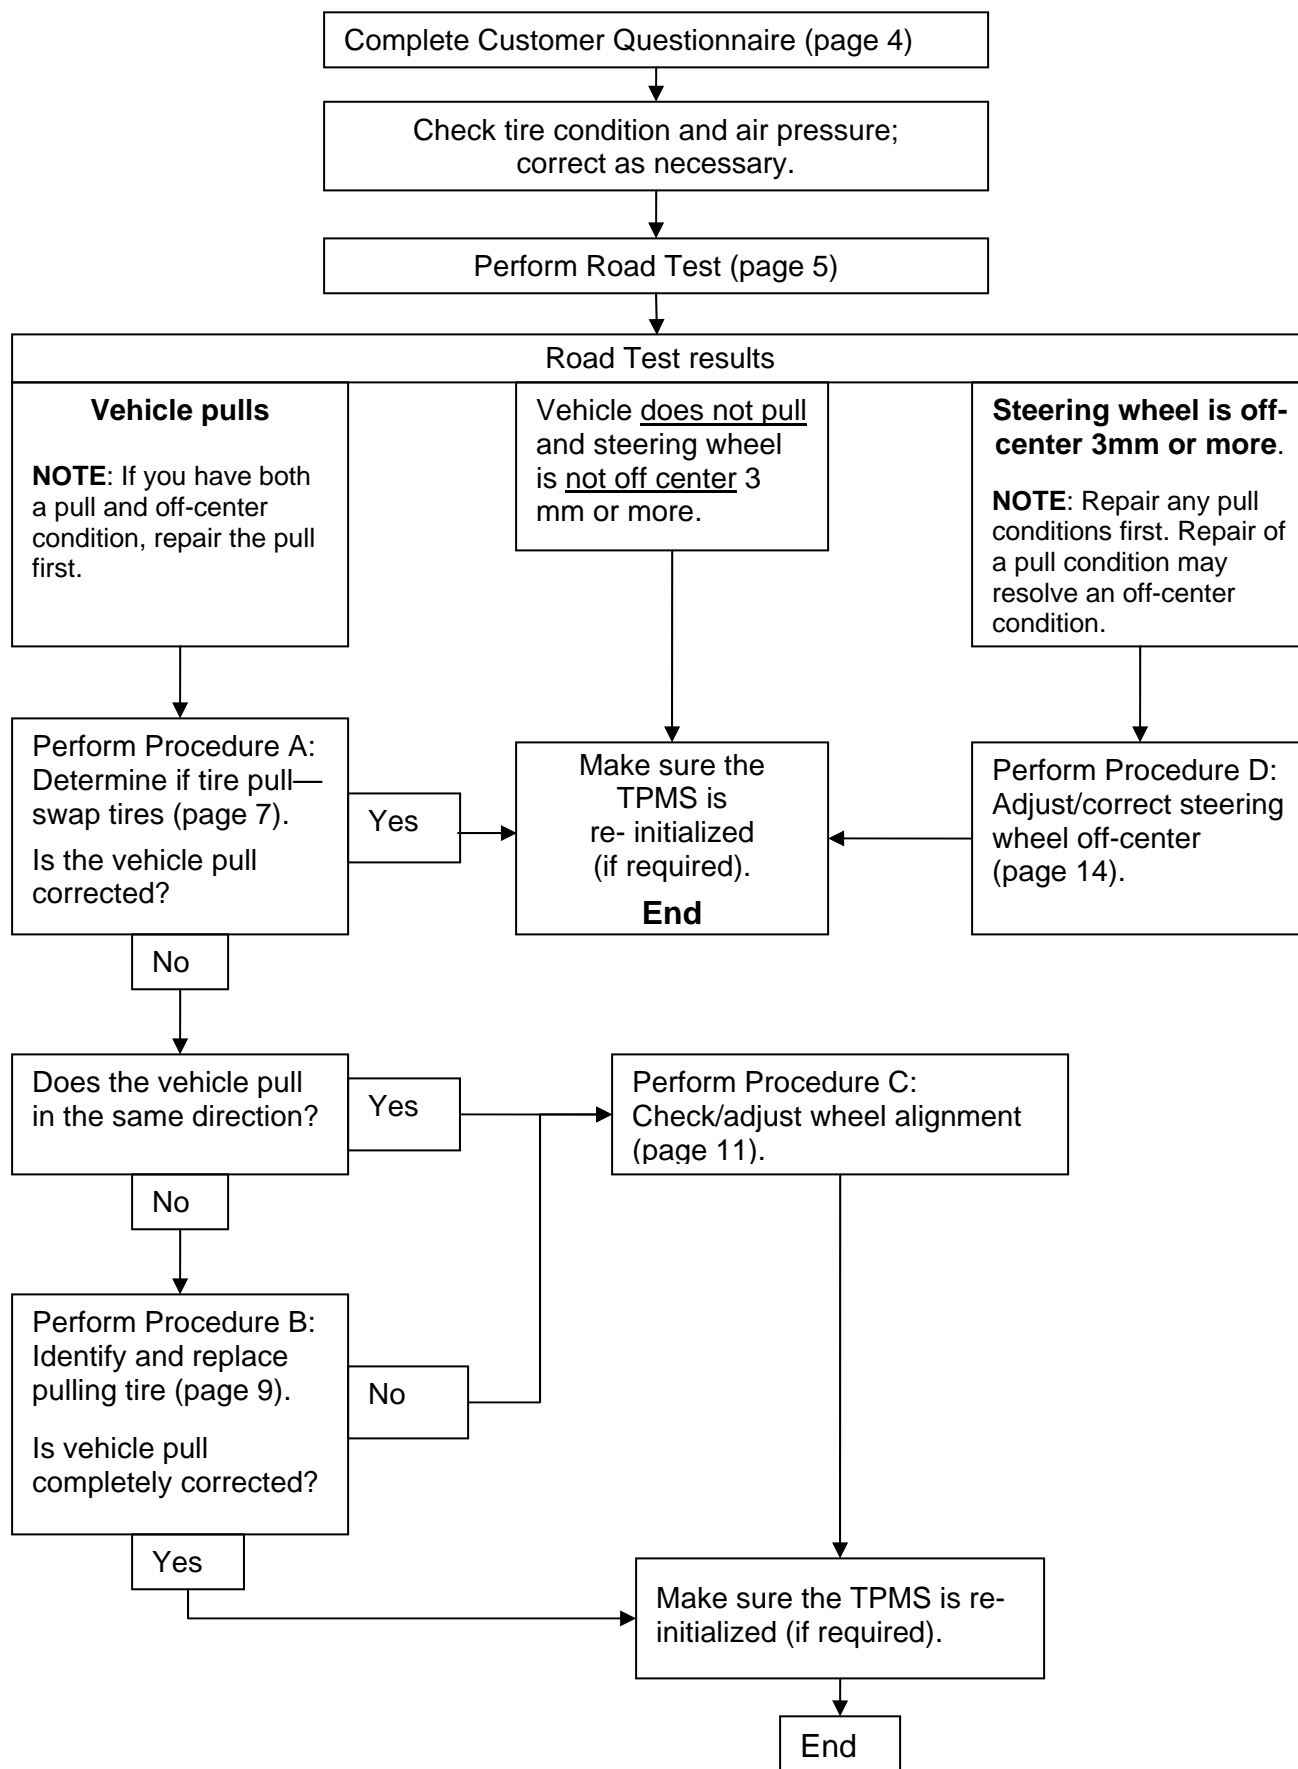 Complete Customer Questionnaire (page 4)
Check tire condition and air pressure;
correct as necessary.
Perform Road Test (page 5)
Road Test results
Vehicle pulls
NOTE: If you have both
a pull and off-center
condition, repair the pull
first.
Vehicle does not pull
and steering wheel
is not off center 3
mm or more.
Steering wheel is off-
center 3mm or more.
NOTE: Repair any pull
conditions first. Repair of
a pull condition may
resolve an off-center
condition.
Perform Procedure A:
Determine if tire pull—
swap tires (page 7).
Is the vehicle pull
corrected?
Yes
Make sure the
TPMS is
re- initialized
(if required).
End
Perform Procedure D:
Adjust/correct steering
wheel off-center
(page 14).
No
Does the vehicle pull
in the same direction?
Yes
Perform Procedure C:
Check/adjust wheel alignment
(page 11).
No
Perform Procedure B:
Identify and replace
pulling tire (page 9).
Is vehicle pull
completely corrected?
No
Yes
Make sure the TPMS is re-
initialized (if required).
End